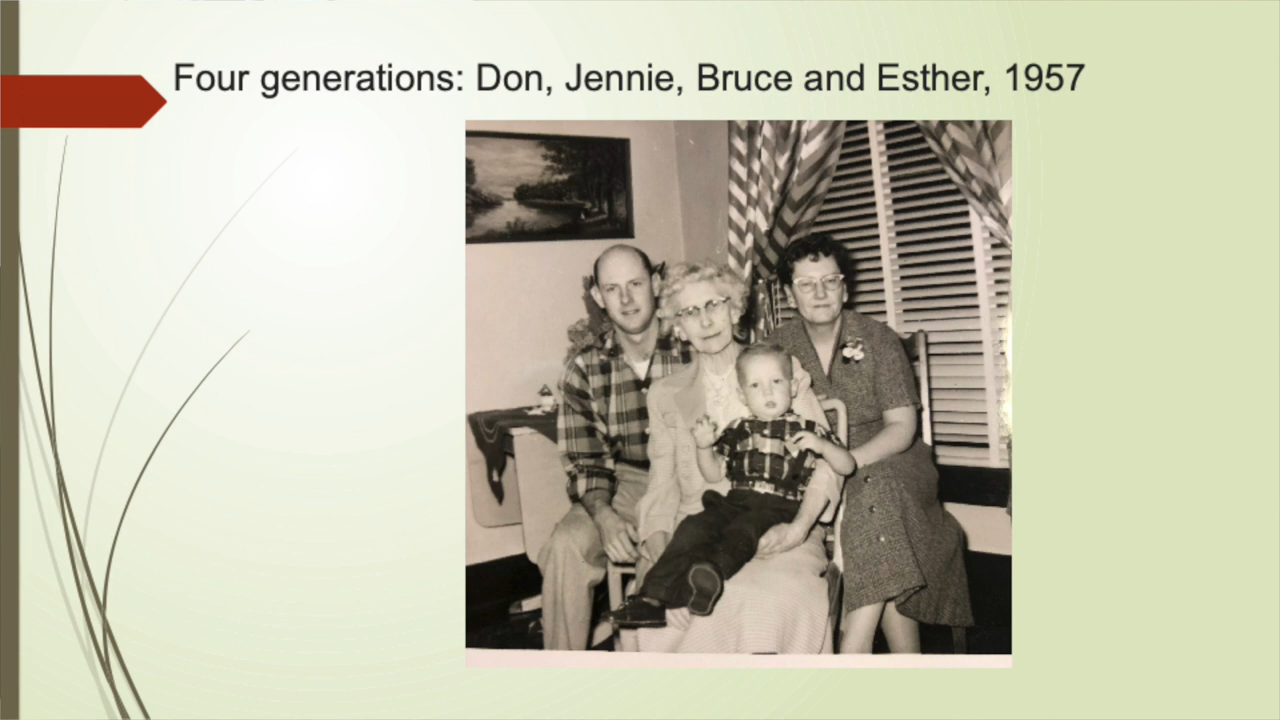 Four generations: Don, Jennie, Bruce and Esther, 1957